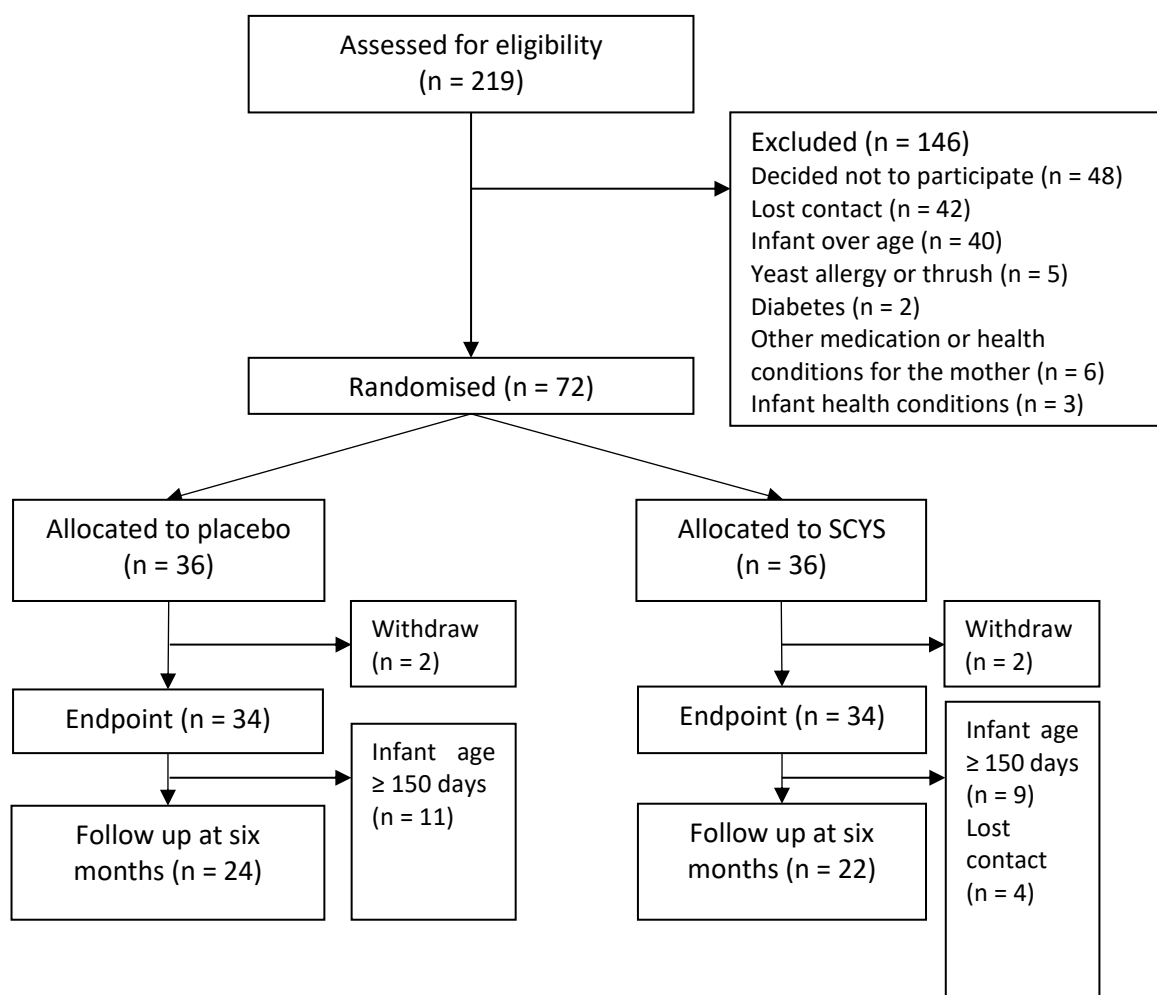 Assessed for eligibility
(n = 219)
Excluded (n = 146)
Decided not to participate (n = 48)
Lost contact (n = 42)
Infant over age (n = 40)
Yeast allergy or thrush (n = 5)
Diabetes (n = 2)
Other medication or health
conditions for the mother (n = 6)
Infant health conditions (n = 3)
Randomised (n = 72)
Allocated to placebo
(n = 36)
Withdraw
(n = 2)
Endpoint (n = 34)
Infant age
≥ 150 days
(n = 11)
Follow up at six
months (n = 24)
Allocated to SCYS
(n = 36)
Withdraw
(n = 2)
Endpoint (n = 34)
Infant age
≥ 150 days
(n = 9)
Lost
contact
(n = 4)
Follow up at six
months (n = 22)